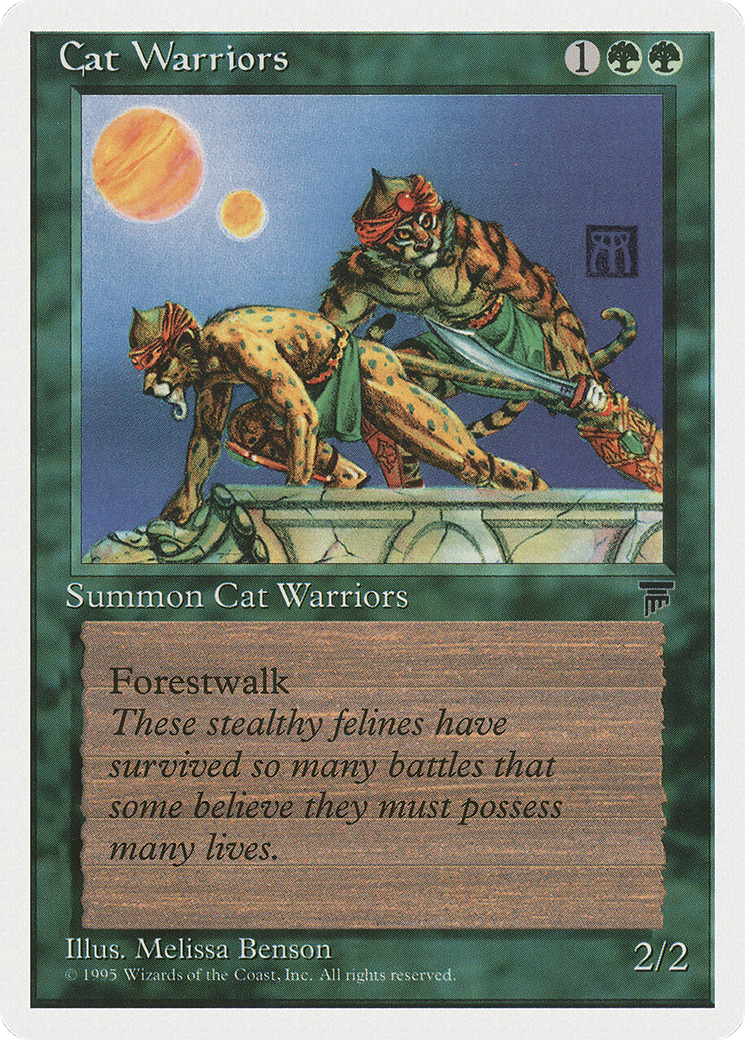 Cat Warriors
1
Summon Cat Warriors
Forestwalk
These stealthy felines have
survived so many battles that
some believe they must possess
many lives.
Illus. Melissa Benson
2/2
© 1995 Wizards of the Coast, Inc. All rights reserved.